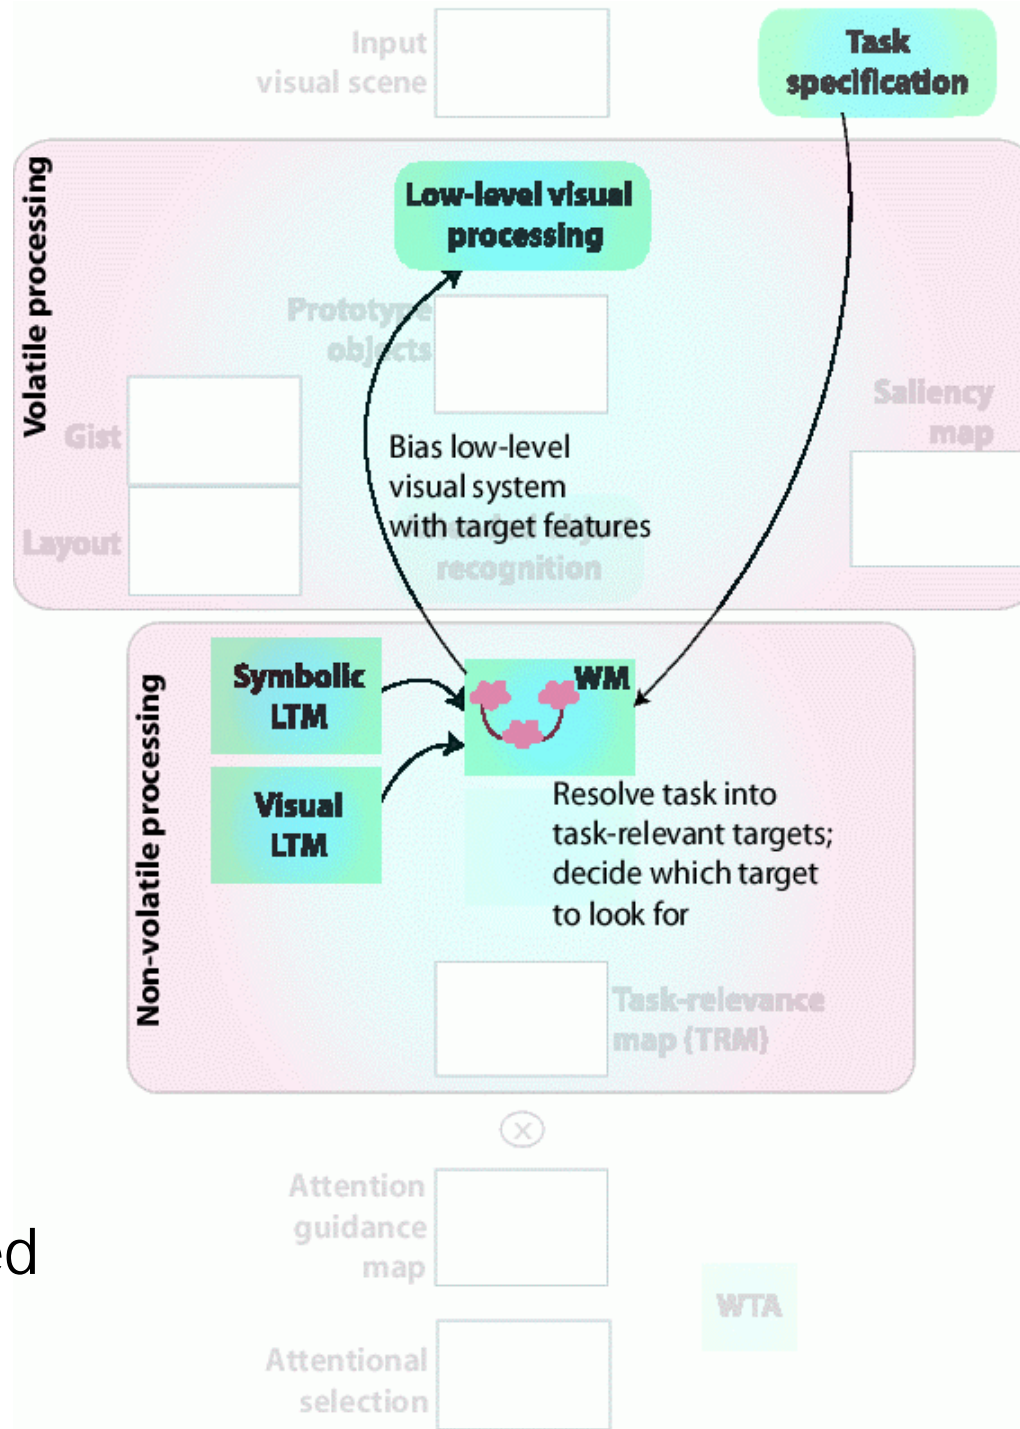 Input
visual scene
Task
specification
Volatile processing
Low-level visual
processing
Prototype
objects
Saliency
map
Gist
Layout
Bias low-level
visual system
with target features
recognition
Non-volatile processing
Symbolic
LTM
Visual
LTM
WM
Resolve task into
task-relevant targets;
decide which target
to look for
Task-relevance
map (TRM)
X
Attention
guidance
map
ed
WTA
Attentional
selection